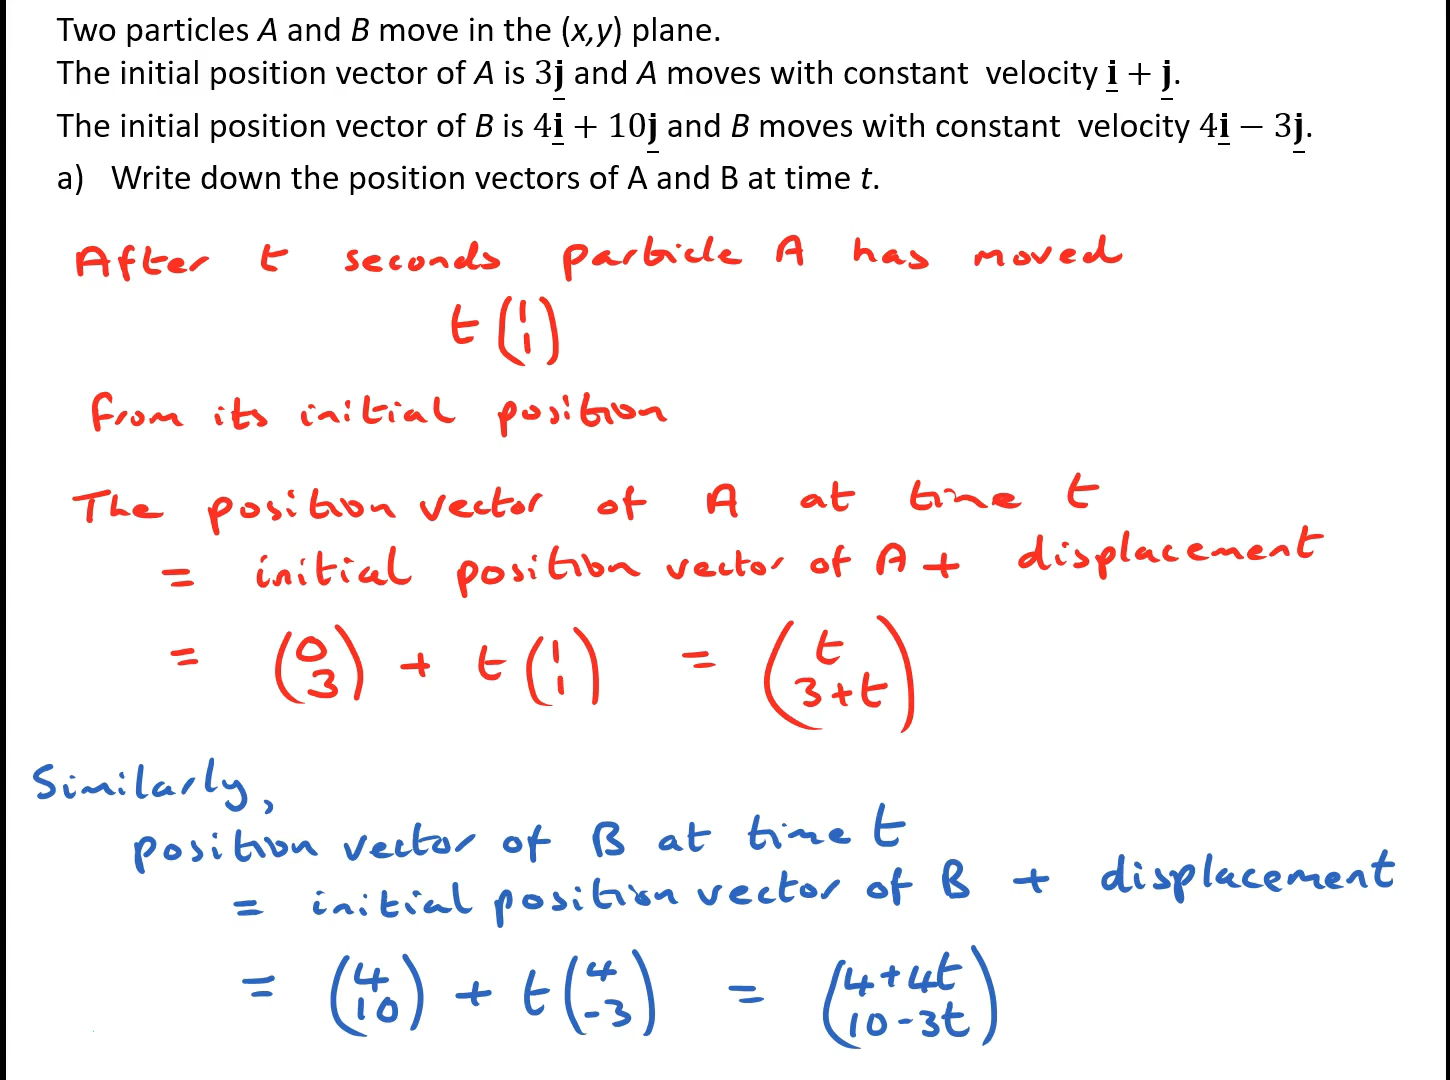 Two particles A and B move in the (x,y) plane.
The initial position vector of A is 3j and A moves with constant velocity i + j.
The initial position vector of B is 4i + 10j and B moves with constant velocity 4i − 3j.
a) Write down the position vectors of A and B at time t.
After t seconds particle A has moved
t (1 1)
from its initial position
The position vector of A at time t
= initial position vector of A + displacement
= (0 3) + t (1 1) = (t 3+t)
Similarly,
position vector of B at time t
= initial position vector of B + displacement
= (4 10) + t (4 -3) = (4+4t 10-3t)